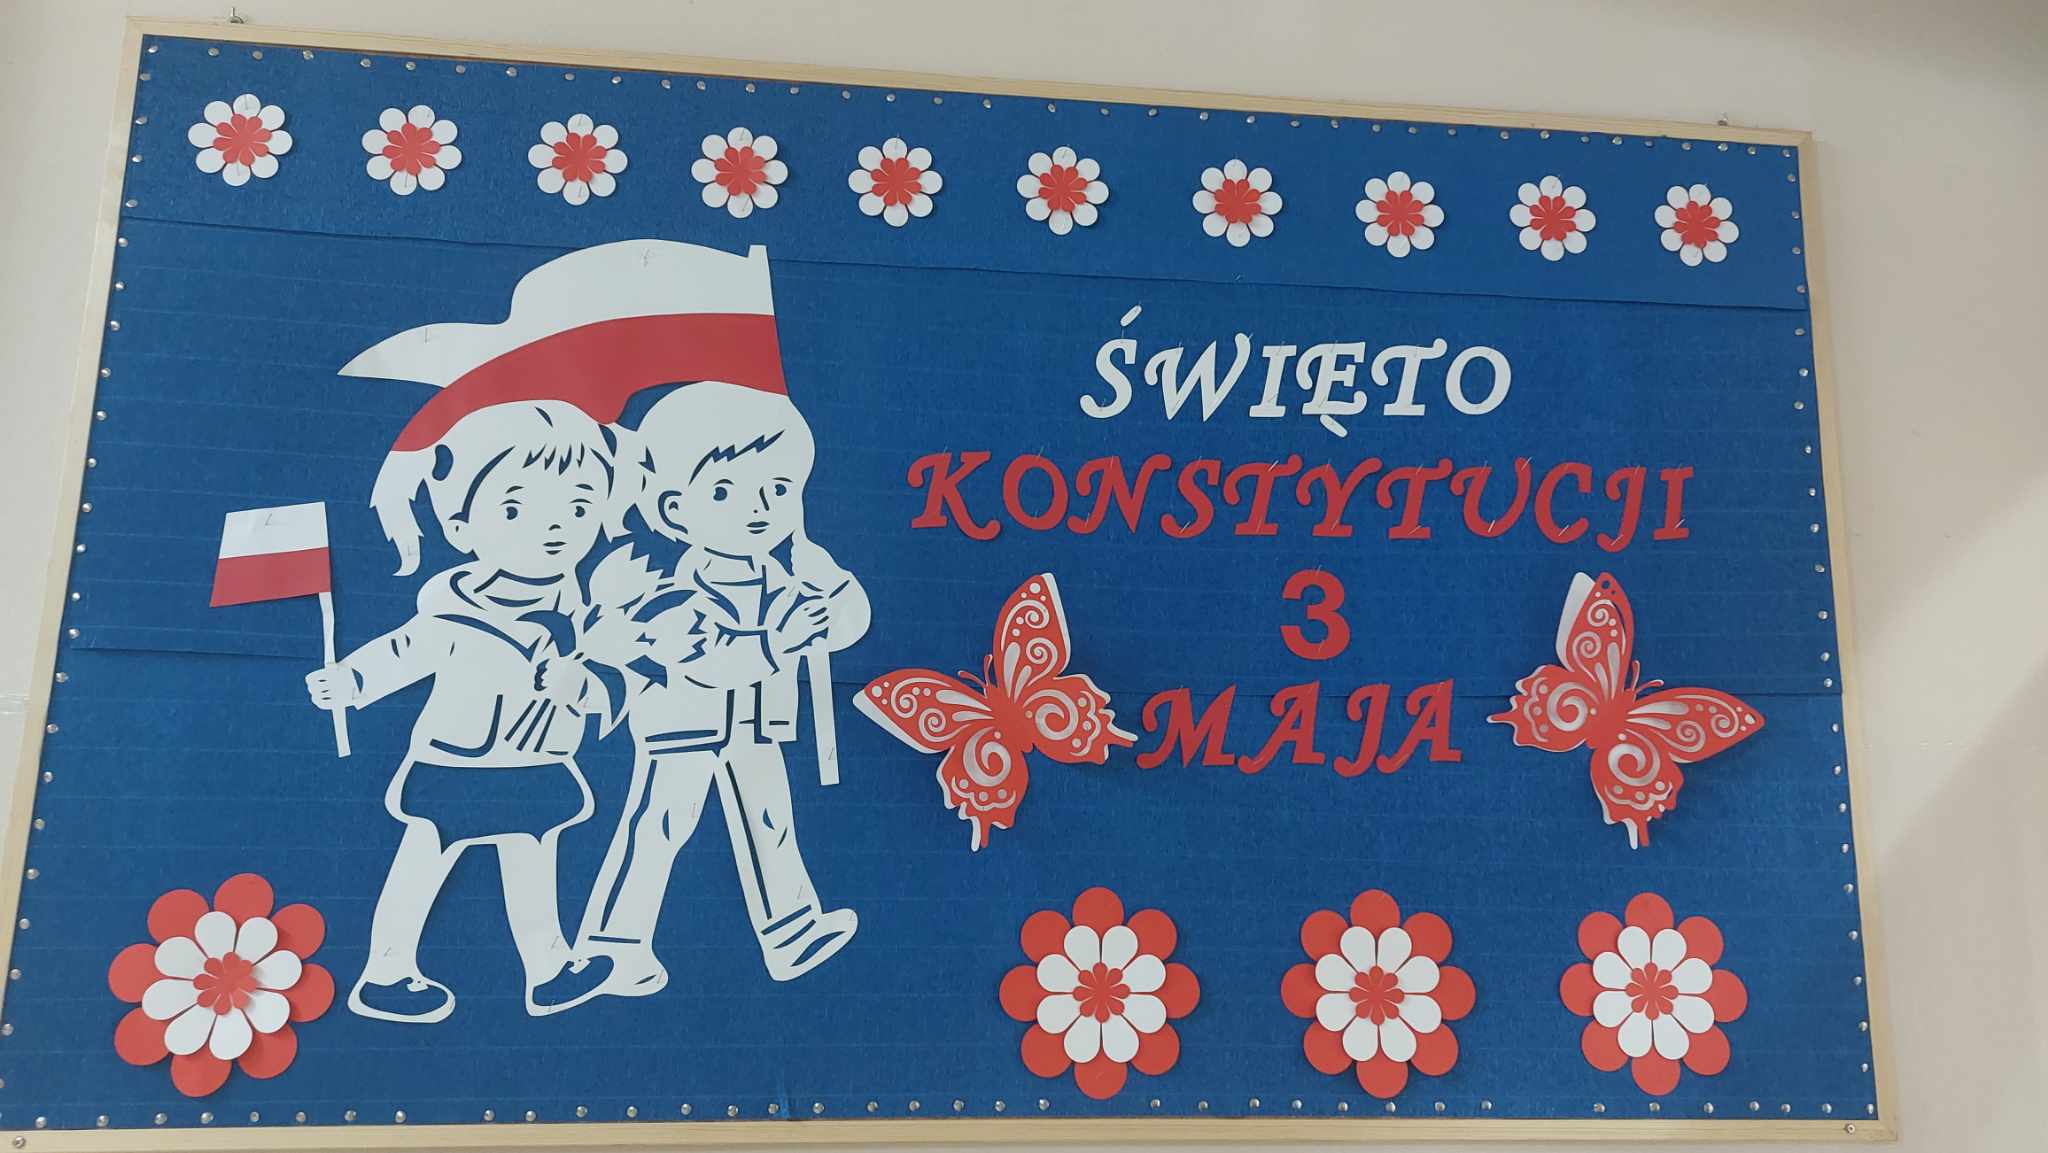 ŚWIĘTO
KONSTYTUCJI
3
MAJA